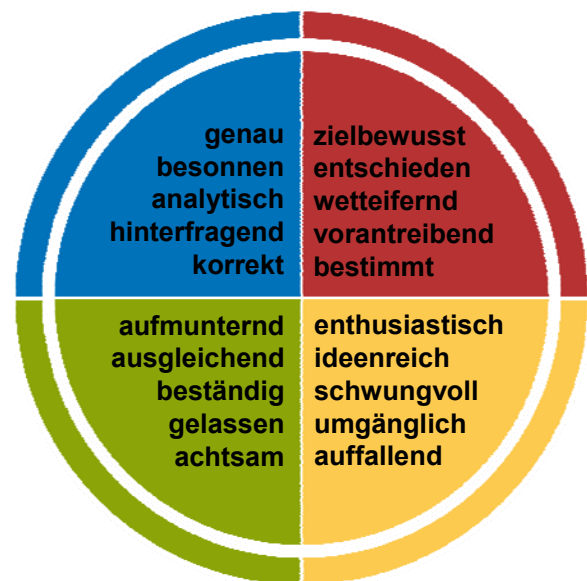 genau
besonnen
analytisch
hinterfragend
korrekt
zielbewusst
entschieden
wetteifernd
vorantreibend
bestimmt
aufmunternd
ausgleichend
beständig
gelassen
achtsam
enthusiastisch
ideenreich
schwungvoll
umgänglich
auffallend